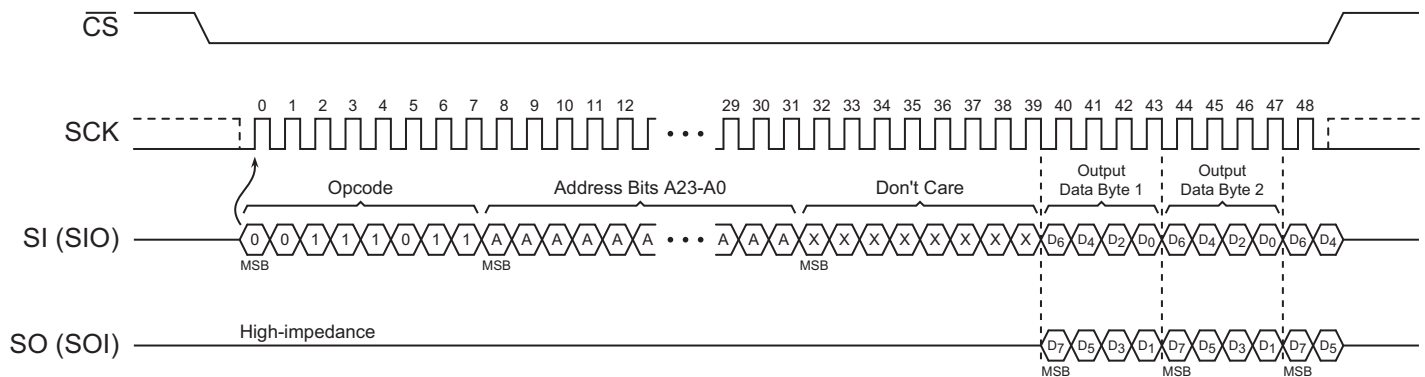 CS
0 1 2 3 4 5 6 7 8 9 10 11 12 29 30 31 32 33 34 35 36 37 38 39 40 41 42 43 44 45 46 47 48
SCK
Opcode Address Bits A23-A0 Don't Care Output Data Byte 1 Output Data Byte 2
SI (SIO) 0 0 1 1 1 0 1 1 A A A A A A A A A X X X X X X X X D6 D4 D2 D0 D6 D4 D2 D0 D6 D4
MSB MSB MSB
High-impedance
SO (SOI) D7 D5 D3 D1 D7 D5 D3 D1 D7 D5
MSB MSB MSB